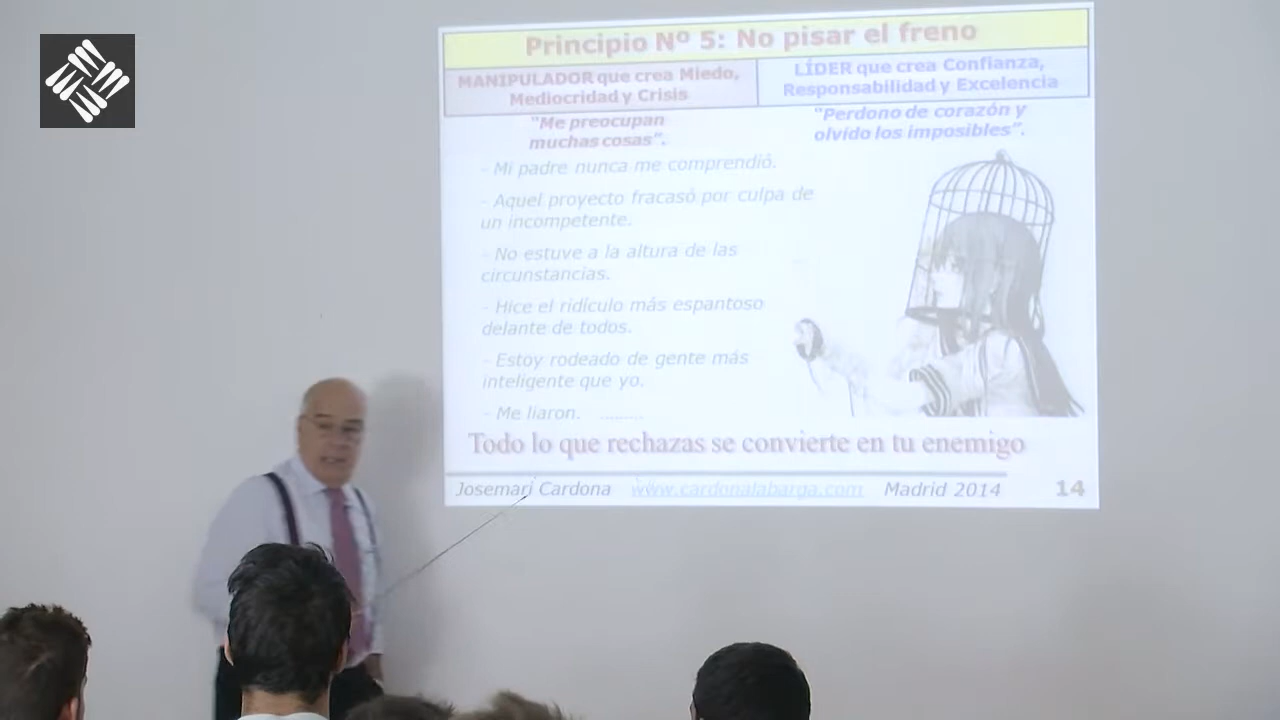 Principio Nº 5: No pisar el freno
MANIPULADOR que crea Miedo,
Mediocridad y Crisis
LÍDER que crea Confianza,
Responsabilidad y Excelencia
"Me preocupan
muchas cosas".
"Perdono de corazón y
olvido los imposibles".
- Mi padre nunca me comprendió.
- Aquel proyecto fracasó por culpa de
un incompetente.
- No estuve a la altura de las
circunstancias.
- Hice el ridículo más espantoso
delante de todos.
- Estoy rodeado de gente más
inteligente que yo.
- Me liaron. .........
Todo lo que rechazas se convierte en tu enemigo
Josemari Cardona www.cardonalabarga.com Madrid 2014 14